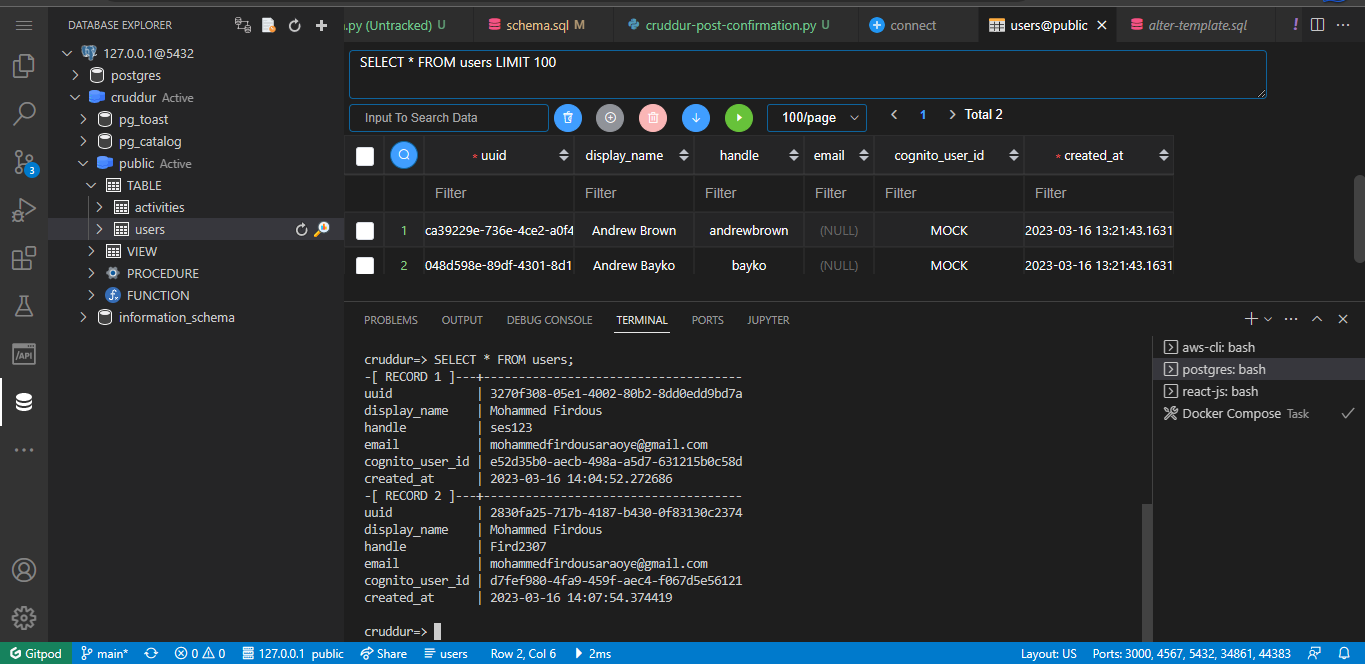 DATABASE EXPLORER
127.0.0.1@5432
postgres
cruddur Active
pg_toast
pg_catalog
public Active
TABLE
activities
users
VIEW
PROCEDURE
FUNCTION
information_schema
3
/API
.py (Untracked) U
schema.sql M
cruddur-post-confirmation.py U
connect
users@public
alter-template.sql
SELECT * FROM users LIMIT 100
Input To Search Data
100/page
1
Total 2
* uuid display_name handle email cognito_user_id * created_at
Filter Filter Filter Filter Filter Filter
1 ca39229e-736e-4ce2-a0f4 Andrew Brown andrewbrown (NULL) MOCK 2023-03-16 13:21:43.1631
2 048d598e-89df-4301-8d1 Andrew Bayko bayko (NULL) MOCK 2023-03-16 13:21:43.1631
PROBLEMS OUTPUT DEBUG CONSOLE TERMINAL PORTS JUPYTER
cruddur=> SELECT * FROM users;
-[ RECORD 1 ]---+-------------------------------------
uuid | 3270f308-05e1-4002-80b2-8dd0edd9bd7a
display_name | Mohammed Firdous
handle | ses123
email | mohammedfirdousaraoye@gmail.com
cognito_user_id | e52d35b0-aecb-498a-a5d7-631215b0c58d
created_at | 2023-03-16 14:04:52.272686
-[ RECORD 2 ]---+-------------------------------------
uuid | 2830fa25-717b-4187-b430-0f83130c2374
display_name | Mohammed Firdous
handle | Fird2307
email | mohammedfirdousaraoye@gmail.com
cognito_user_id | d7fef980-4fa9-459f-aec4-f067d5e56121
created_at | 2023-03-16 14:07:54.374419
cruddur=>
aws-cli: bash
postgres: bash
react-js: bash
Docker Compose Task
Gitpod main* 0 0 127.0.0.1 public Share users Row 2, Col 6 2ms Layout: US Ports: 3000, 4567, 5432, 34861, 44383